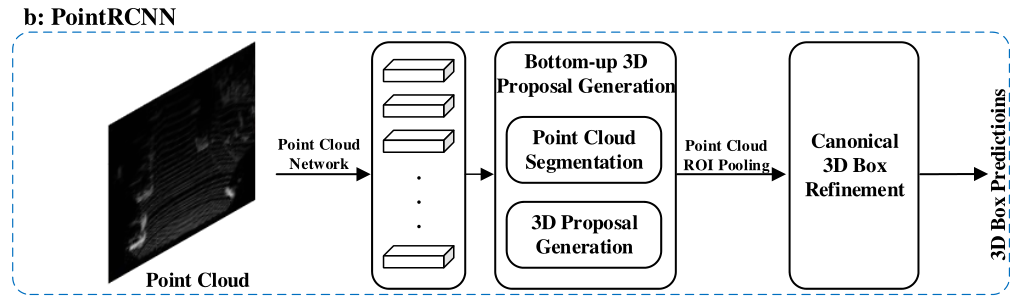 b: PointRCNN
Point Cloud
Point Cloud
Network
Bottom-up 3D
Proposal Generation
Point Cloud
Segmentation
3D Proposal
Generation
Point Cloud
ROI Pooling
Canonical
3D Box
Refinement
3D Box Predictioins